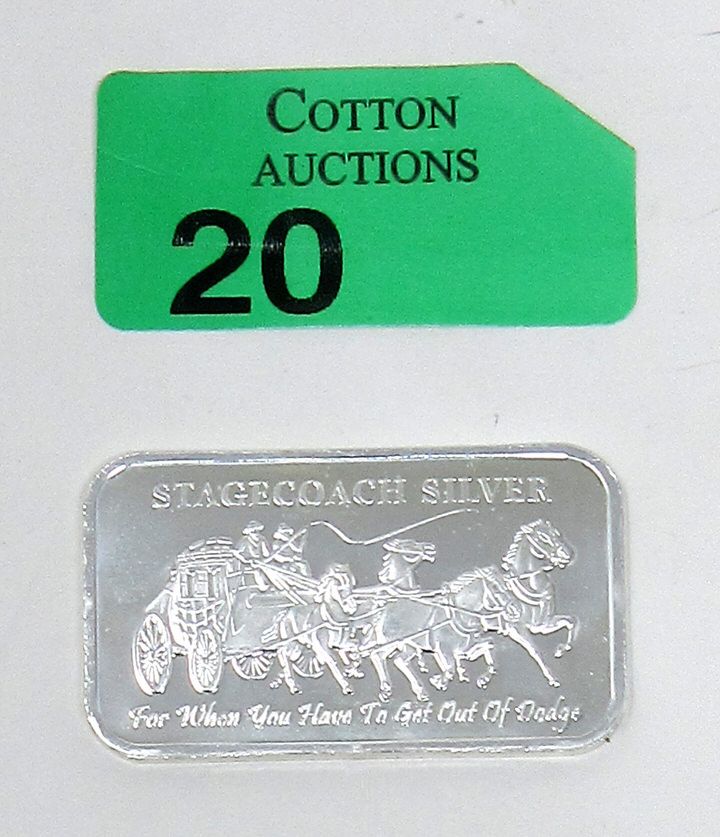 COTTON
AUCTIONS
20
STAGECOACH SILVER
For When You Have To Get Out Of Dodge